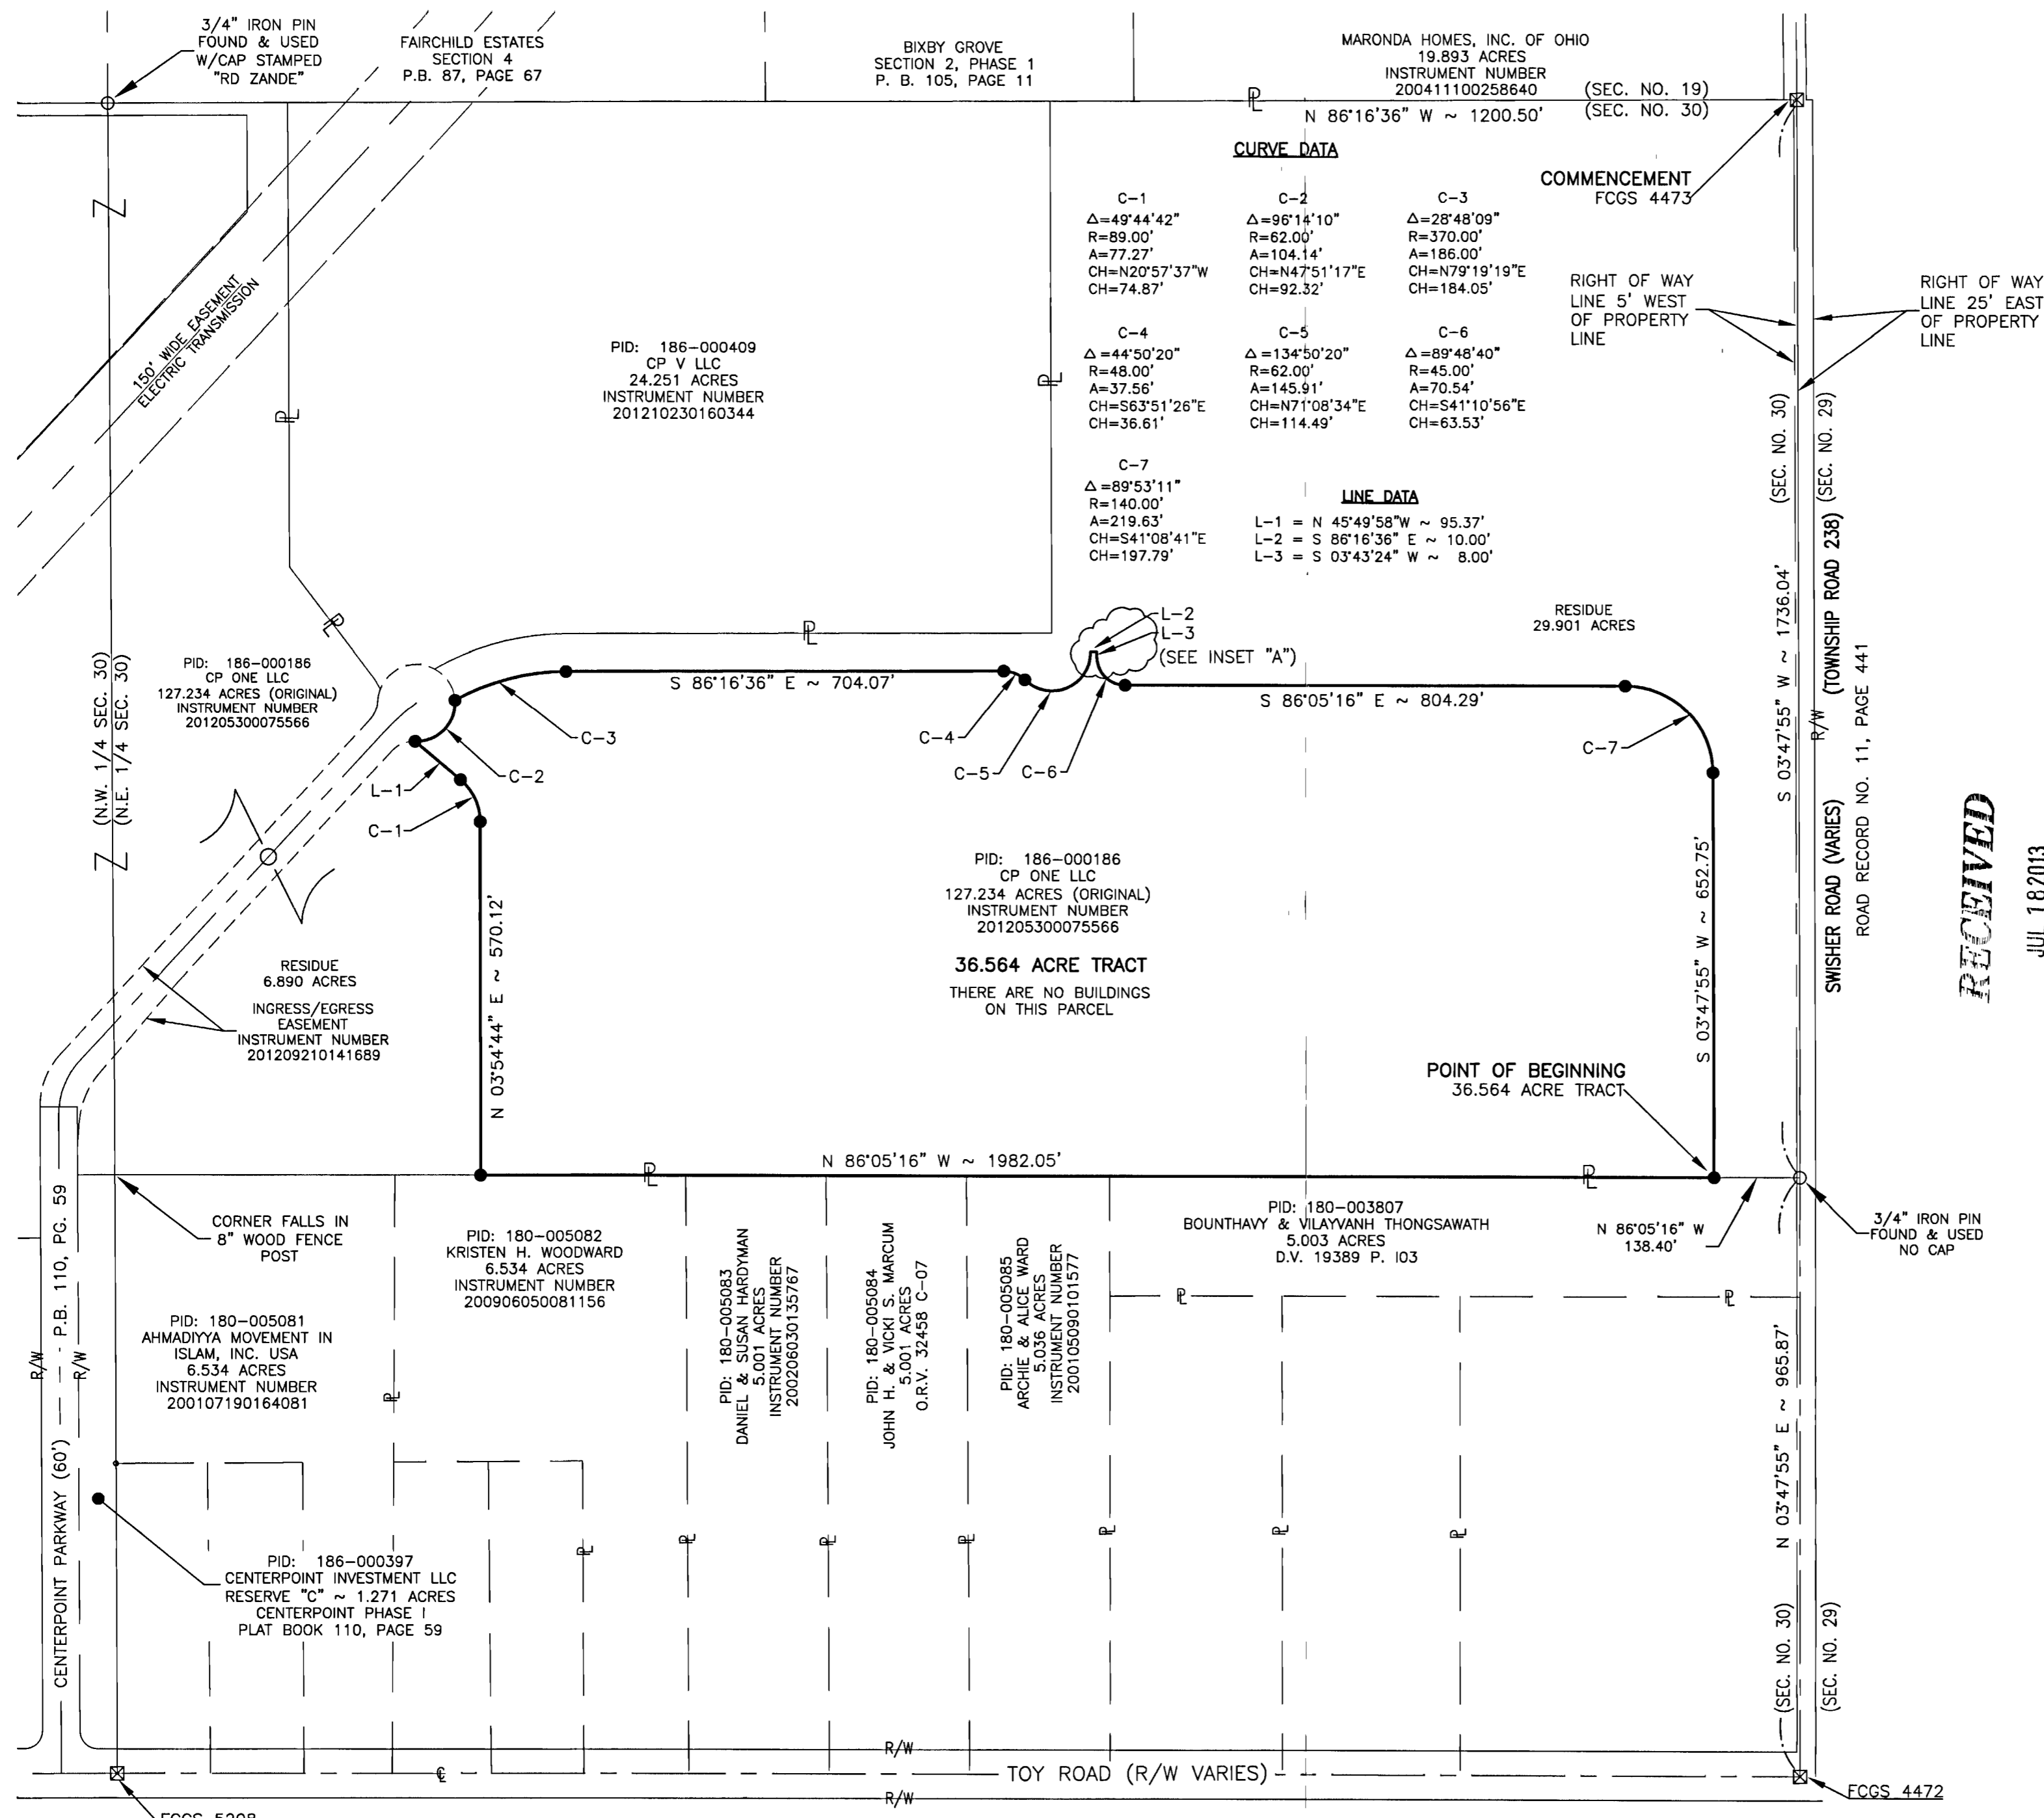 3/4" IRON PIN
FOUND & USED
W/CAP STAMPED
"RD ZANDE"
FAIRCHILD ESTATES
SECTION 4
P.B. 87, PAGE 67
BIXBY GROVE
SECTION 2, PHASE 1
P. B. 105, PAGE 11
MARONDA HOMES, INC. OF OHIO
19.893 ACRES
INSTRUMENT NUMBER
200411100258640
(SEC. NO. 19)
(SEC. NO. 30)
PL
N 86°16'36" W ~ 1200.50'
CURVE DATA
COMMENCEMENT
FCGS 4473
C-1
Δ=49°44'42"
R=89.00'
A=77.27'
CH=N20°57'37"W
CH=74.87'
C-2
Δ=96°14'10"
R=62.00'
A=104.14'
CH=N47°51'17"E
CH=92.32'
C-3
Δ=28°48'09"
R=370.00'
A=186.00'
CH=N79°19'19"E
CH=184.05'
C-4
Δ=44°50'20"
R=48.00'
A=37.56'
CH=S63°51'26"E
CH=36.61'
C-5
Δ=134°50'20"
R=62.00'
A=145.91'
CH=N71°08'34"E
CH=114.49'
C-6
Δ=89°48'40"
R=45.00'
A=70.54'
CH=S41°10'56"E
CH=63.53'
C-7
Δ=89°53'11"
R=140.00'
A=219.63'
CH=S41°08'41"E
CH=197.79'
LINE DATA
L-1 = N 45°49'58"W ~ 95.37'
L-2 = S 86°16'36" E ~ 10.00'
L-3 = S 03°43'24" W ~ 8.00'
RIGHT OF WAY
LINE 5' WEST
OF PROPERTY
LINE
RIGHT OF WAY
LINE 25' EAST
OF PROPERTY
LINE
150' WIDE EASEMENT
ELECTRIC TRANSMISSION
PL
PID: 186-000409
CP V LLC
24.251 ACRES
INSTRUMENT NUMBER
201210230160344
PL
PL
PL
(SEC. NO. 30)
(SEC. NO. 29)
S 03°47'55" W ~ 1736.04'
(TOWNSHIP ROAD 238)
R/W
SWISHER ROAD (VARIES)
ROAD RECORD NO. 11, PAGE 441
RECEIVED
JUL 18 2013
RESIDUE
29.901 ACRES
L-2
L-3
(SEE INSET "A")
(N.W. 1/4 SEC. 30)
(N.E. 1/4 SEC. 30)
PID: 186-000186
CP ONE LLC
127.234 ACRES (ORIGINAL)
INSTRUMENT NUMBER
201205300075566
S 86°16'36" E ~ 704.07'
S 86°05'16" E ~ 804.29'
C-3
C-2
L-1
C-1
C-4
C-5
C-6
C-7
Z
Z
PID: 186-000186
CP ONE LLC
127.234 ACRES (ORIGINAL)
INSTRUMENT NUMBER
201205300075566
36.564 ACRE TRACT
THERE ARE NO BUILDINGS
ON THIS PARCEL
N 03°54'44" E ~ 570.12'
S 03°47'55" W ~ 652.75'
RESIDUE
6.890 ACRES
INGRESS/EGRESS
EASEMENT
INSTRUMENT NUMBER
201209210141689
POINT OF BEGINNING
36.564 ACRE TRACT
PL
N 86°05'16" W ~ 1982.05'
PL
N 86°05'16" W
138.40'
3/4" IRON PIN
FOUND & USED
NO CAP
CORNER FALLS IN
8" WOOD FENCE
POST
PID: 180-005082
KRISTEN H. WOODWARD
6.534 ACRES
INSTRUMENT NUMBER
200906050081156
PID: 180-005083
DANIEL & SUSAN HARDYMAN
5.001 ACRES
INSTRUMENT NUMBER
200206030135767
PID: 180-005084
JOHN H. & VICKI S. MARCUM
5.001 ACRES
O.R.V. 32458 C-07
PID: 180-005085
ARCHIE & ALICE WARD
5.036 ACRES
INSTRUMENT NUMBER
200105090101577
PID: 180-003807
BOUNTHAVY & VILAYVANH THONGSAWATH
5.003 ACRES
D.V. 19389 P. I03
PL
PL
PID: 180-005081
AHMADIYYA MOVEMENT IN
ISLAM, INC. USA
6.534 ACRES
INSTRUMENT NUMBER
200107190164081
PL
R/W
R/W
CENTERPOINT PARKWAY (60') - P.B. 110, PG. 59
PID: 186-000397
CENTERPOINT INVESTMENT LLC
RESERVE "C" ~ 1.271 ACRES
CENTERPOINT PHASE I
PLAT BOOK 110, PAGE 59
PL
PL
PL
PL
PL
PL
PL
N 03°47'55" E ~ 965.87'
(SEC. NO. 30)
(SEC. NO. 29)
R/W
CL
TOY ROAD (R/W VARIES)
R/W
FCGS 4472
FCGS 5208